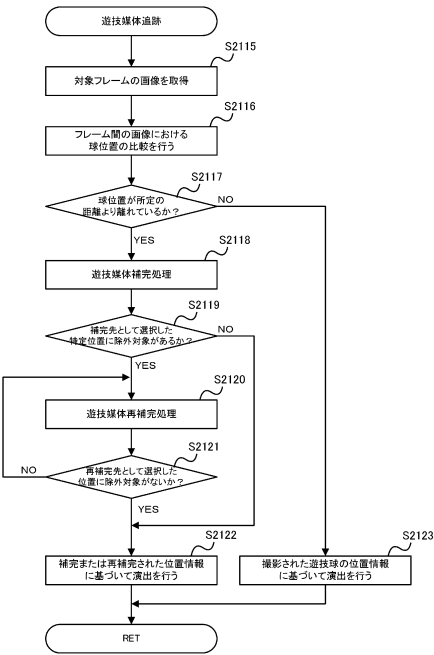 遊技媒体追跡
S2115
対象フレームの画像を取得
S2116
フレーム間の画像における
球位置の比較を行う
S2117
球位置が所定の
距離より離れているか？
NO
YES
S2118
遊技媒体補完処理
S2119
補完先として選択した
特定位置に除外対象があるか？
NO
YES
S2120
遊技媒体再補完処理
S2121
再補完先として選択した
位置に除外対象がないか？
NO
YES
S2122
補完または再補完された位置情報
に基づいて演出を行う
S2123
撮影された遊技球の位置情報
に基づいて演出を行う
RET